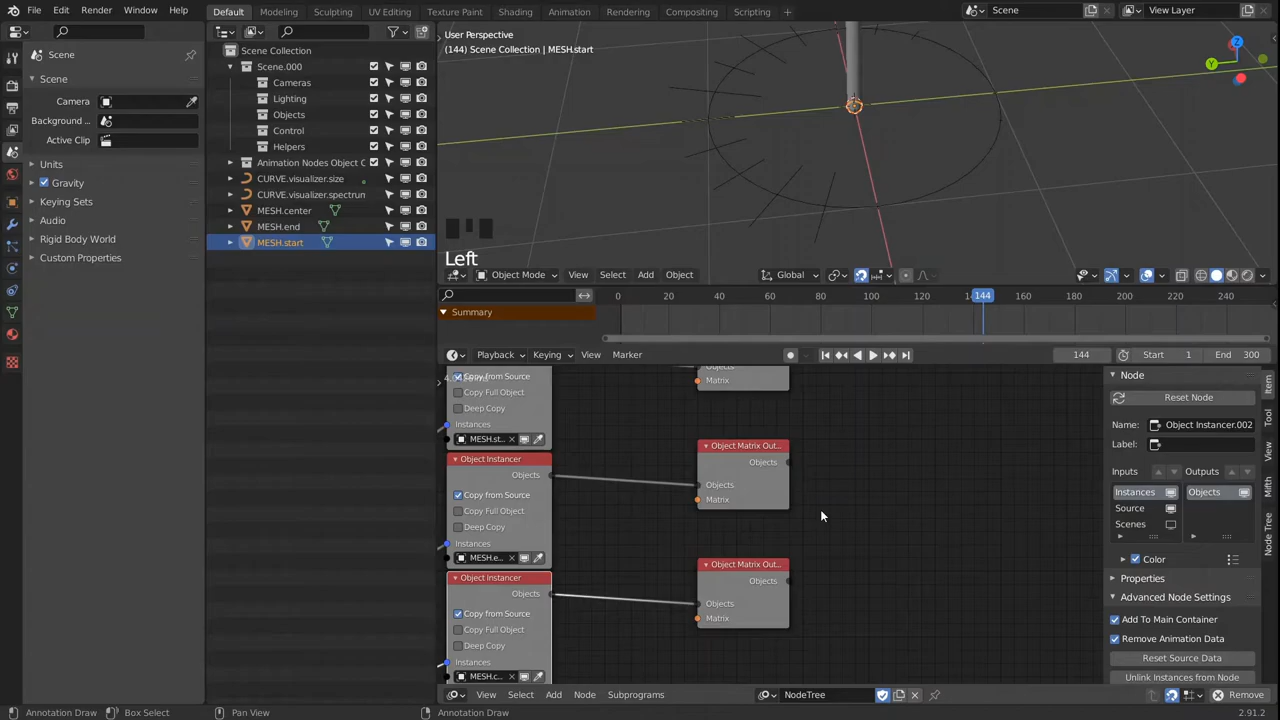 File Edit Render Window Help
Default Modeling Sculpting UV Editing Texture Paint Shading Animation Rendering Compositing Scripting +
Scene
View Layer
Scene
Scene
Camera
Background ...
Active Clip
Units
Gravity
Keying Sets
Audio
Rigid Body World
Custom Properties
Scene Collection
Scene.000
Cameras
Lighting
Objects
Control
Helpers
Animation Nodes Object C
CURVE.visualizer.size
CURVE.visualizer.spectrun
MESH.center
MESH.end
MESH.start
User Perspective
(144) Scene Collection | MESH.start
Z
Y
Left
Object Mode View Select Add Object Global
0 20 40 60 80 100 120 144 160 180 200 220 240
Summary
Playback Keying View Marker 144 Start 1 End 300
Copy from Source
Copy Full Object
Deep Copy
Instances
MESH.st...
Object Instancer
Objects
Copy from Source
Copy Full Object
Deep Copy
Instances
MESH.e...
Object Instancer
Objects
Copy from Source
Copy Full Object
Deep Copy
Instances
MESH.c...
Objects
Matrix
Object Matrix Out...
Objects
Objects
Matrix
Object Matrix Out...
Objects
Objects
Matrix
Node
Reset Node
Name: Object Instancer.002
Label:
Inputs Outputs
Instances Objects
Source
Scenes
Color
Properties
Advanced Node Settings
Add To Main Container
Remove Animation Data
Reset Source Data
Unlink Instances from Node
Item
Tool
View
Mifth
Node Tree
View Select Add Node Subprograms NodeTree Remove
Annotation Draw Box Select Pan View Annotation Draw 2.91.2